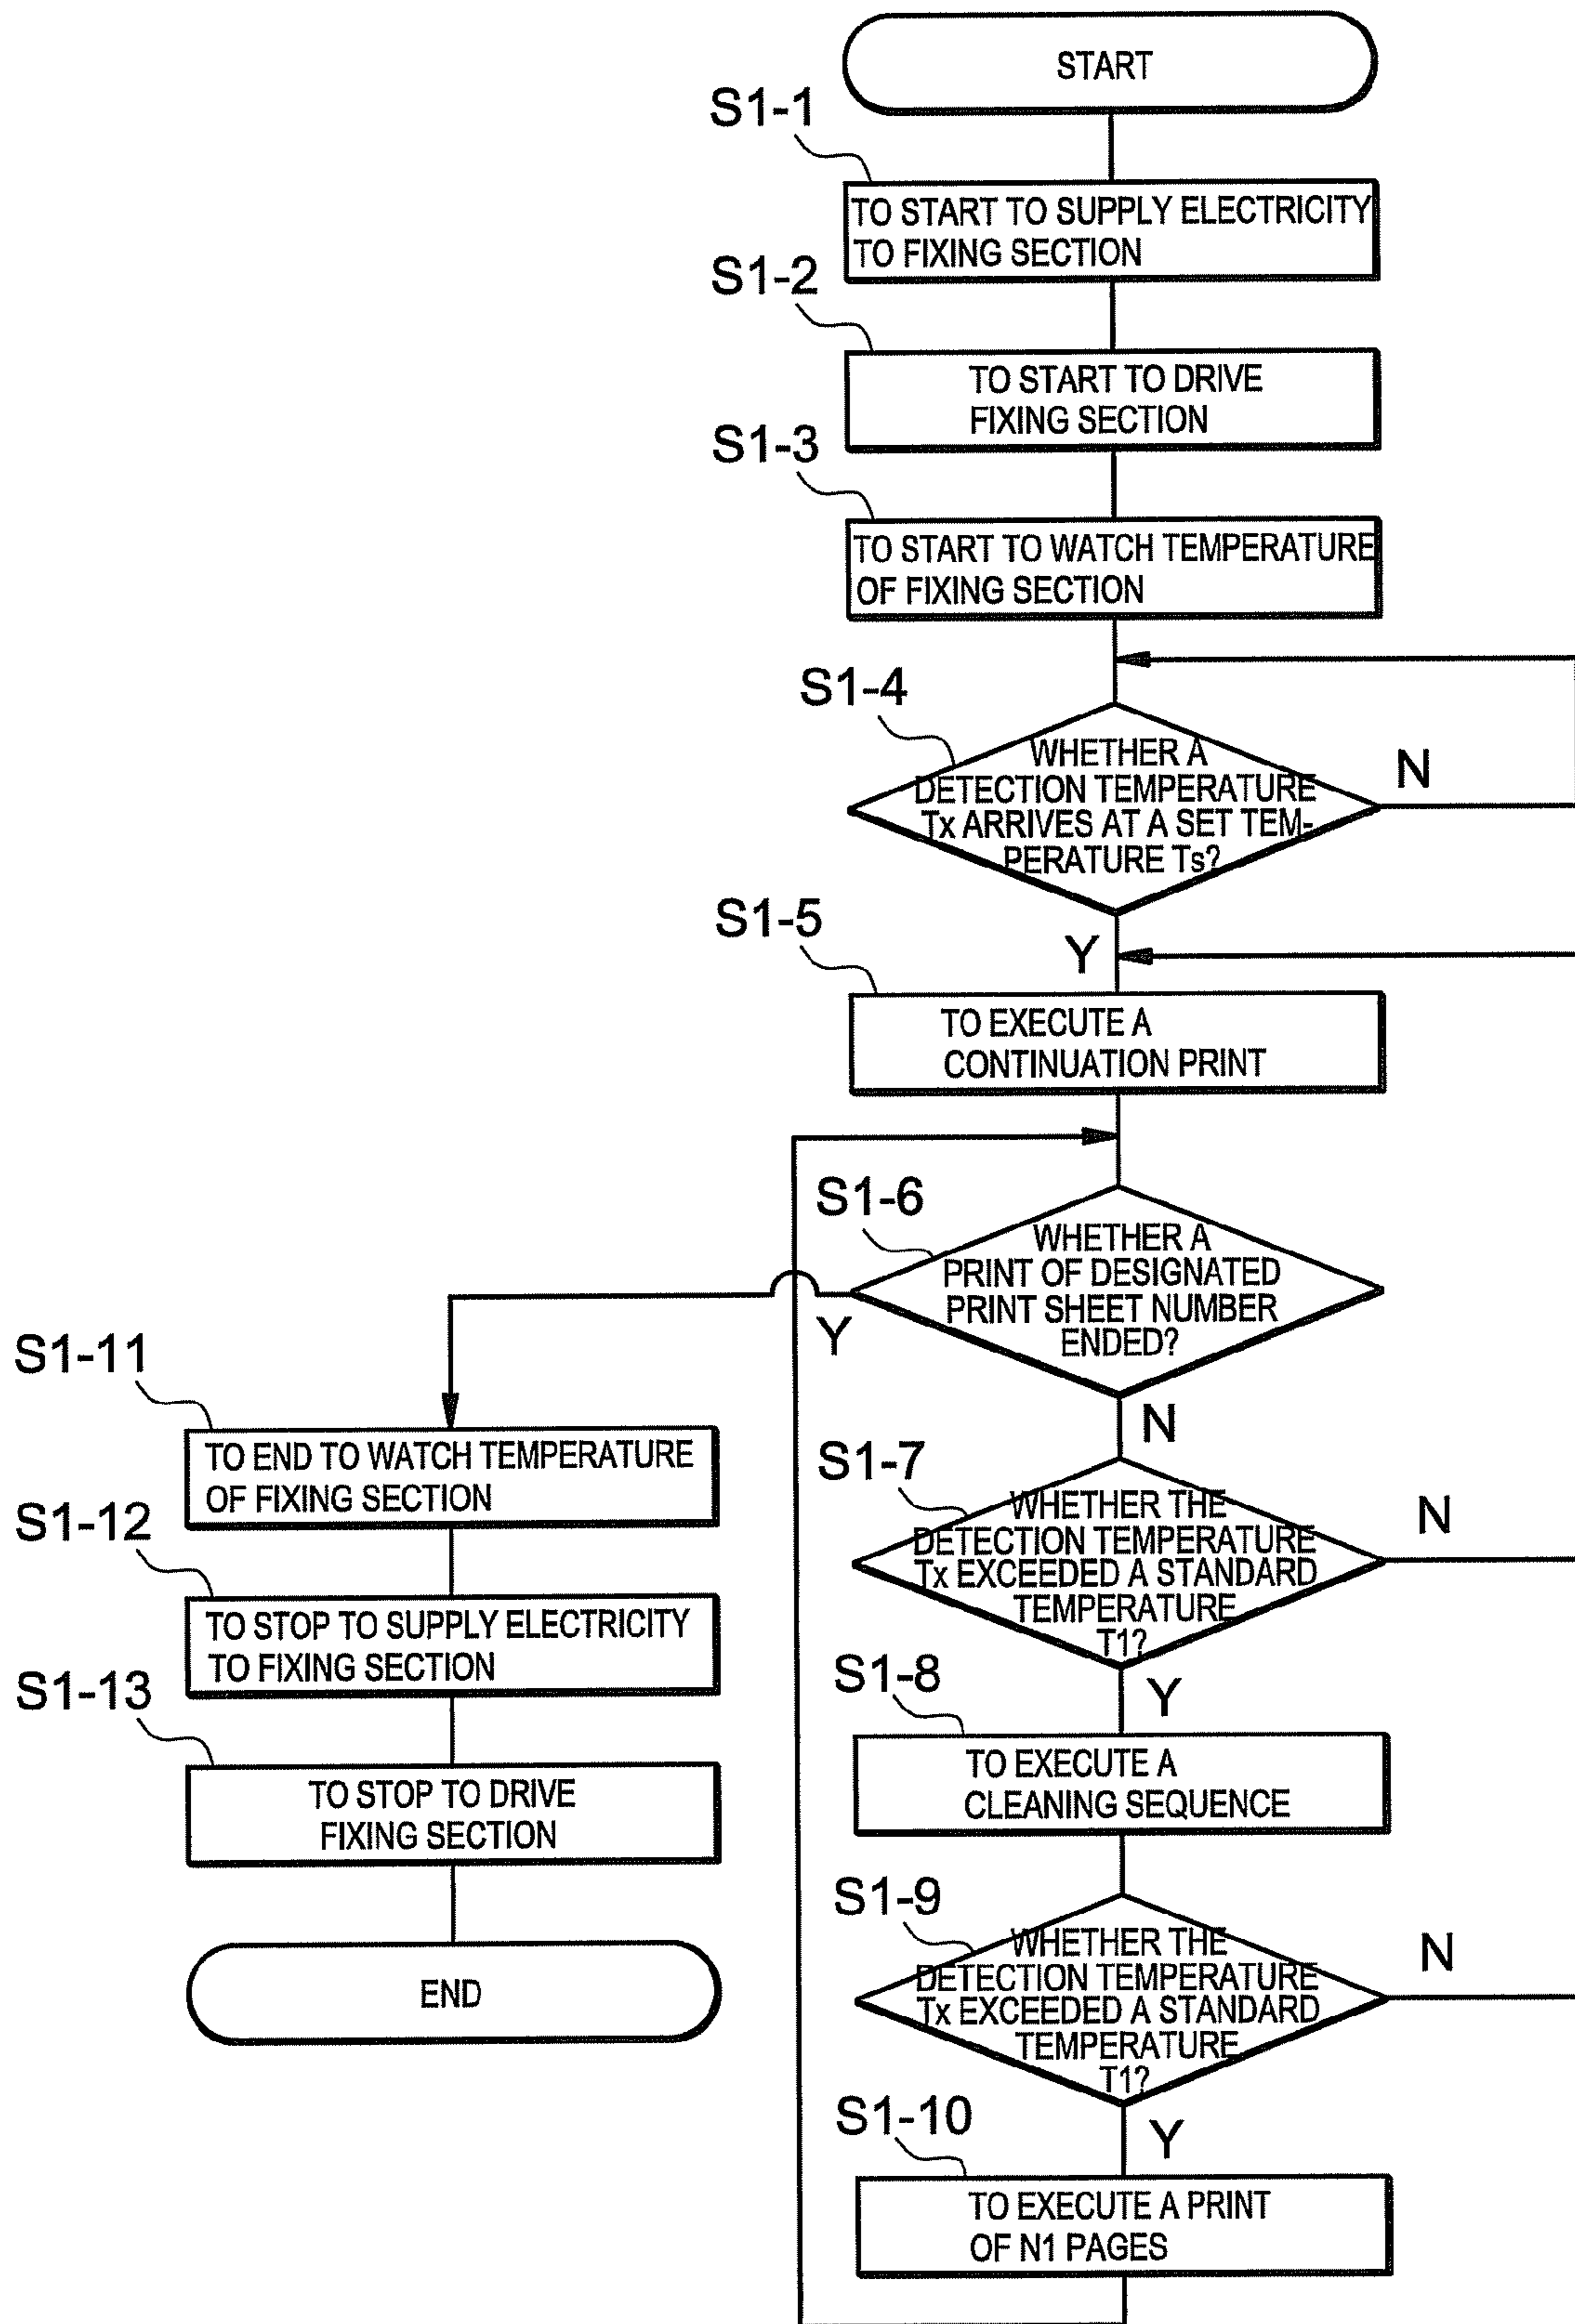 START
S1-1
TO START TO SUPPLY ELECTRICITY
TO FIXING SECTION
S1-2
TO START TO DRIVE
FIXING SECTION
S1-3
TO START TO WATCH TEMPERATURE
OF FIXING SECTION
S1-4
WHETHER A
DETECTION TEMPERATURE
Tx ARRIVES AT A SET TEM-
PERATURE Ts?
N
Y
S1-5
TO EXECUTE A
CONTINUATION PRINT
S1-6
WHETHER A
PRINT OF DESIGNATED
PRINT SHEET NUMBER
ENDED?
Y
N
S1-7
WHETHER THE
DETECTION TEMPERATURE
Tx EXCEEDED A STANDARD
TEMPERATURE
T1?
N
Y
S1-8
TO EXECUTE A
CLEANING SEQUENCE
S1-9
WHETHER THE
DETECTION TEMPERATURE
Tx EXCEEDED A STANDARD
TEMPERATURE
T1?
N
Y
S1-10
TO EXECUTE A PRINT
OF N1 PAGES
S1-11
TO END TO WATCH TEMPERATURE
OF FIXING SECTION
S1-12
TO STOP TO SUPPLY ELECTRICITY
TO FIXING SECTION
S1-13
TO STOP TO DRIVE
FIXING SECTION
END